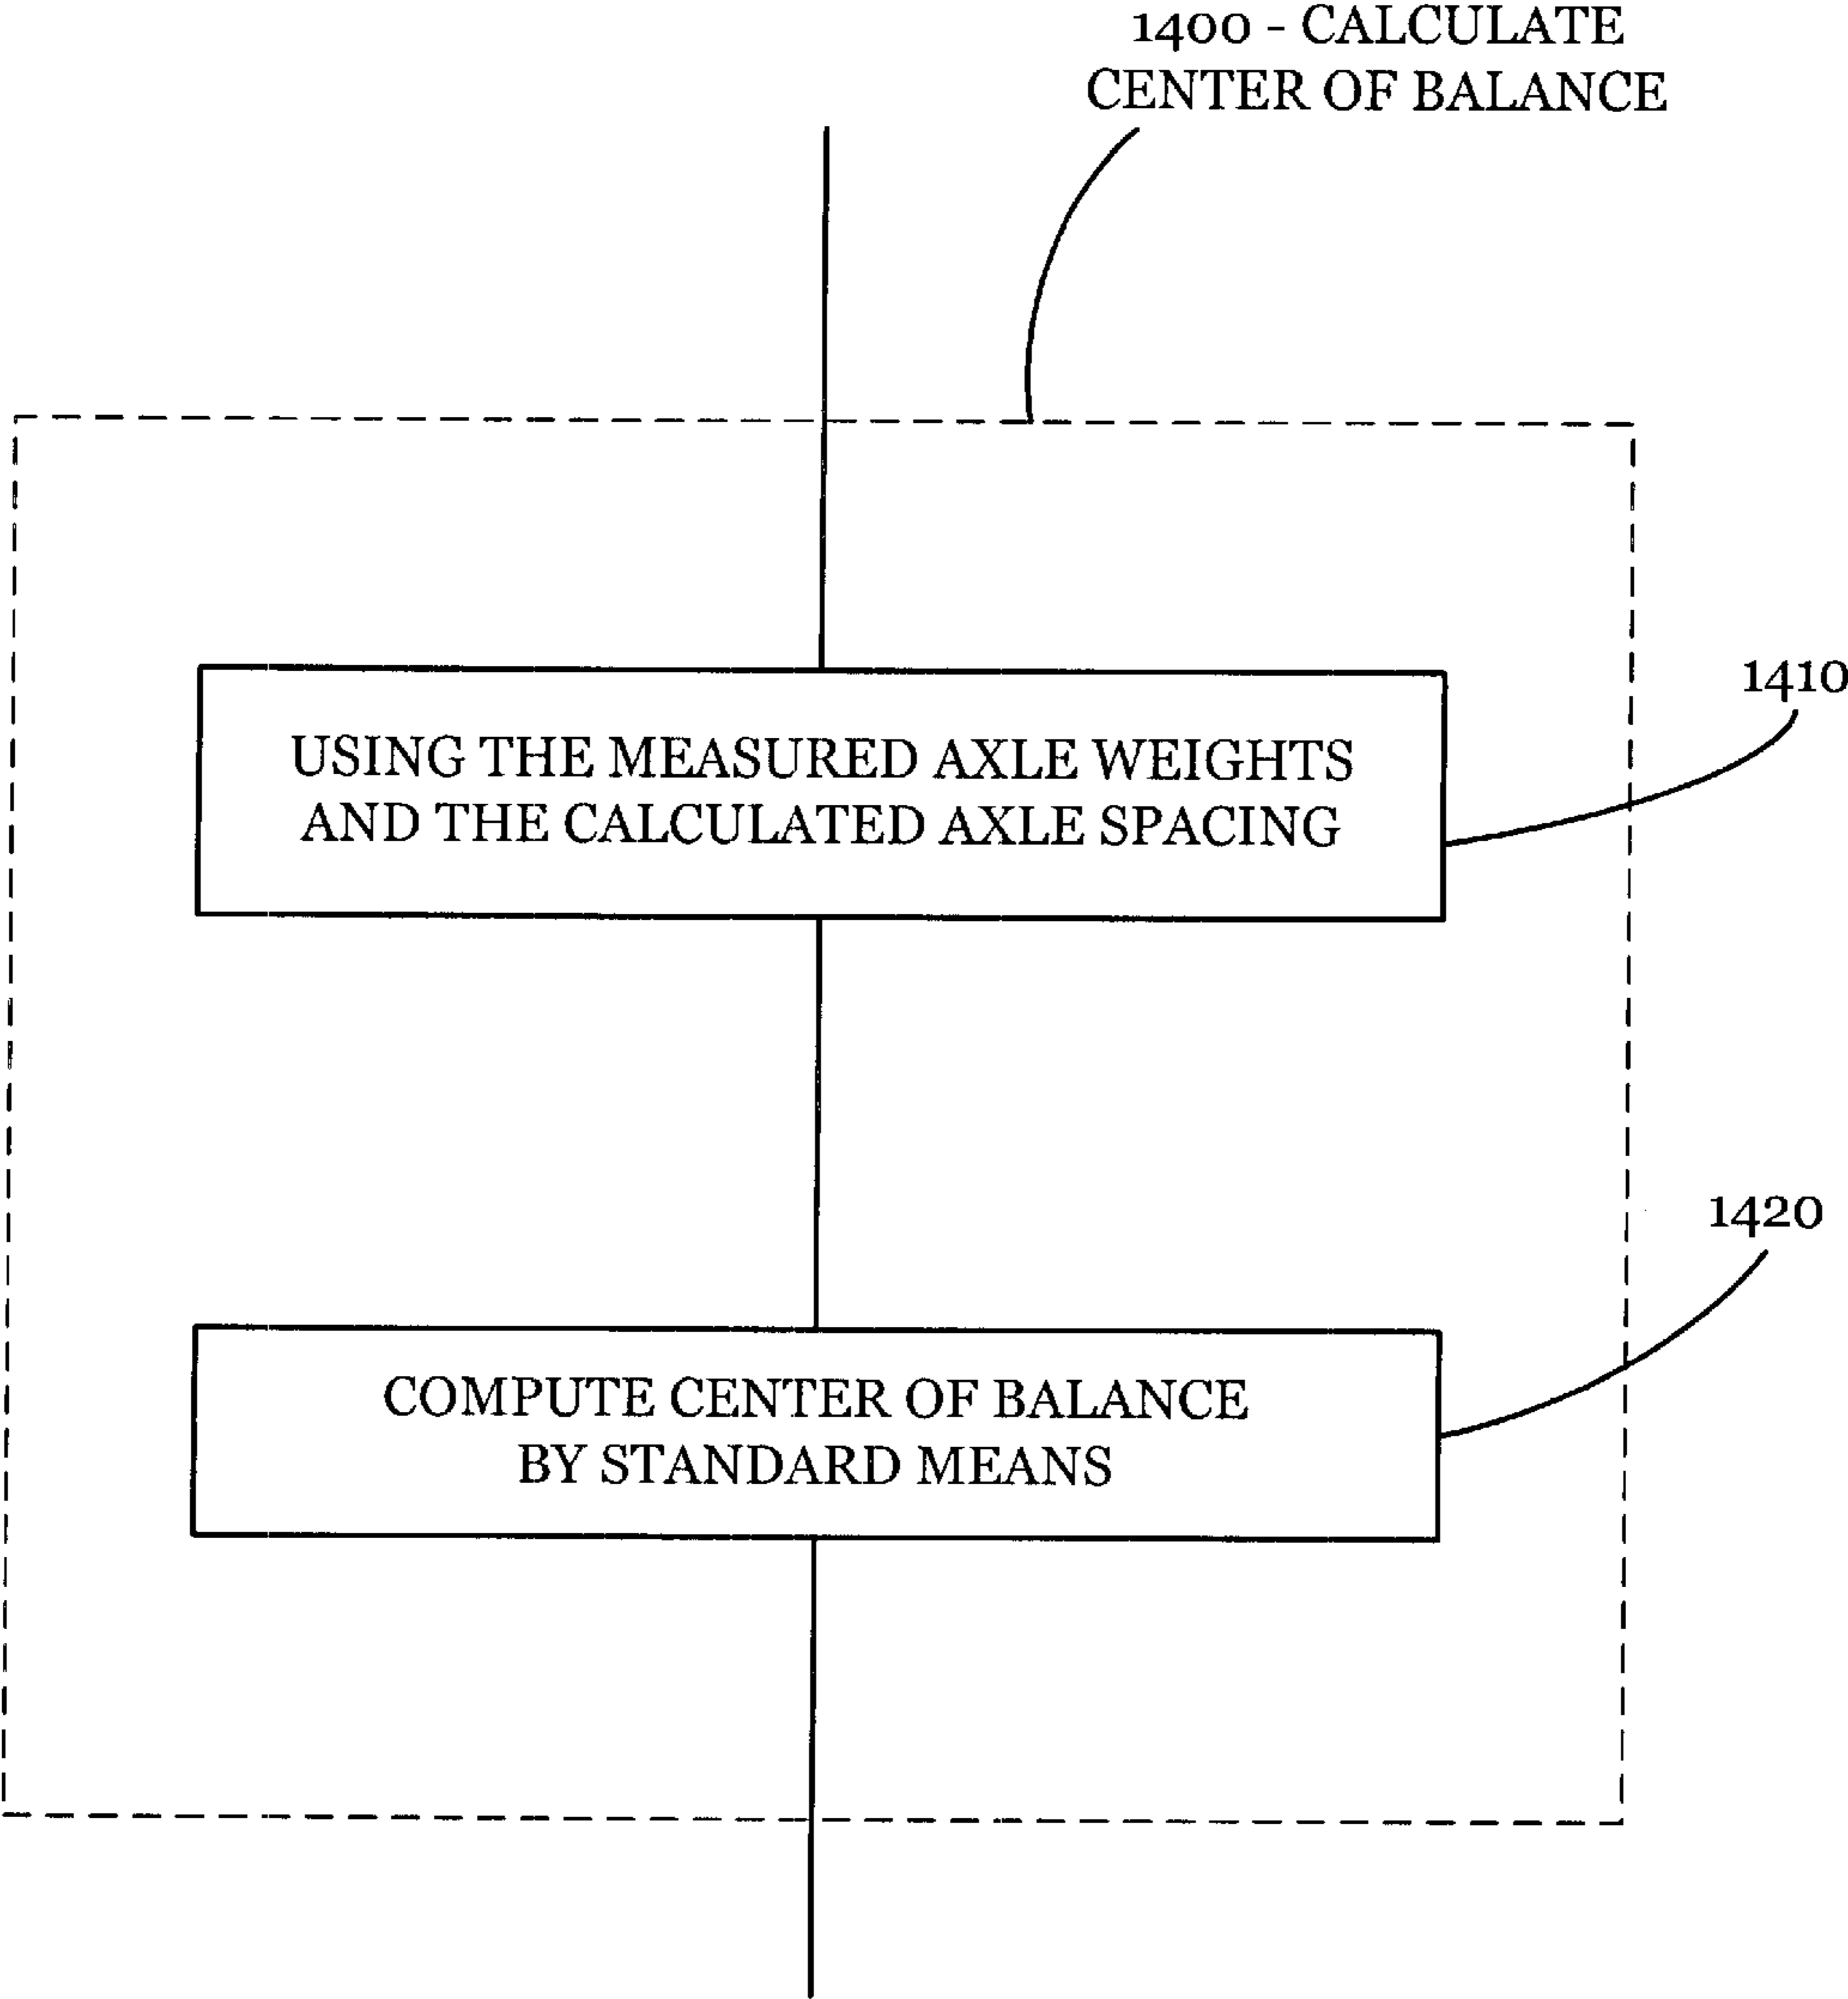 1400 - CALCULATE
CENTER OF BALANCE
1410
USING THE MEASURED AXLE WEIGHTS
AND THE CALCULATED AXLE SPACING
1420
COMPUTE CENTER OF BALANCE
BY STANDARD MEANS